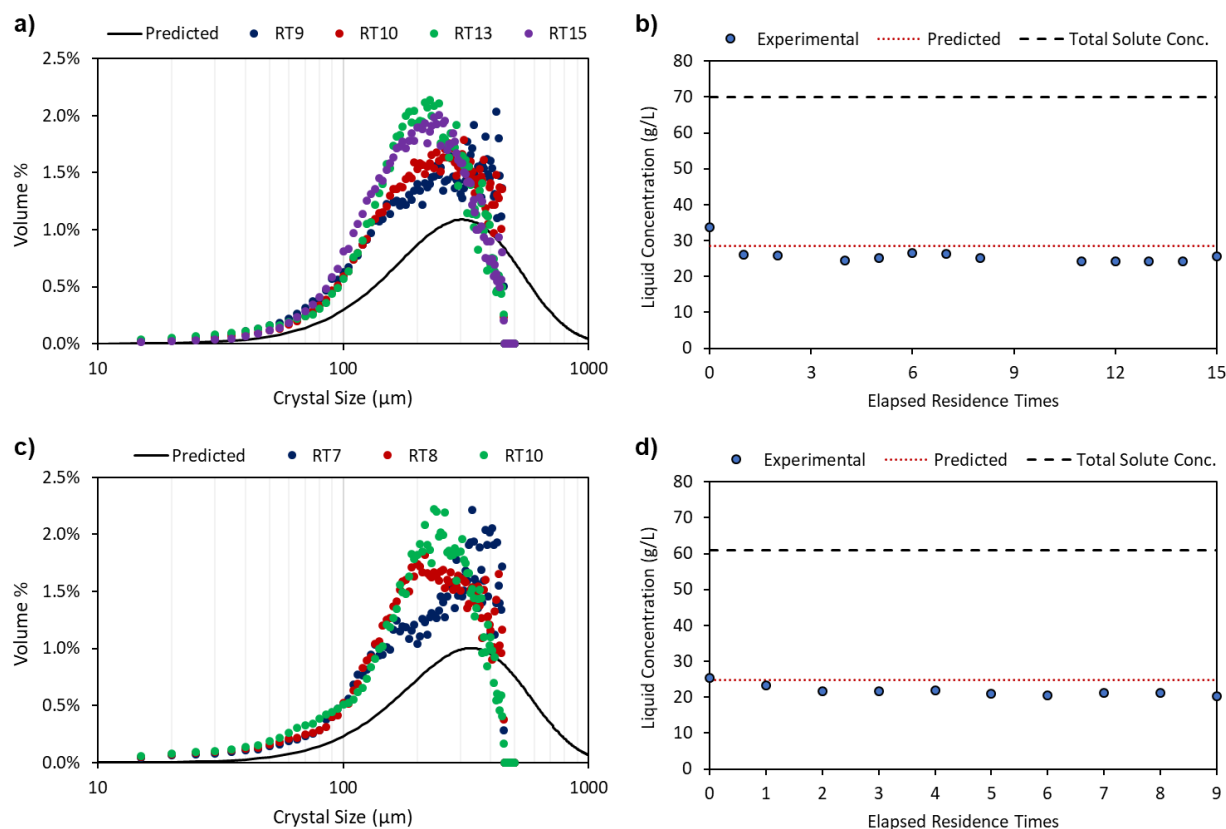 a)
Predicted RT9 RT10 RT13 RT15
2.5%
2.0%
1.5%
1.0%
0.5%
0.0%
Volume %
10 100 1000
Crystal Size (µm)
b)
Experimental Predicted Total Solute Conc.
80
70
60
50
40
30
20
10
0
Liquid Concentration (g/L)
0 3 6 9 12 15
Elapsed Residence Times
c)
Predicted RT7 RT8 RT10
2.5%
2.0%
1.5%
1.0%
0.5%
0.0%
Volume %
10 100 1000
Crystal Size (µm)
d)
Experimental Predicted Total Solute Conc.
80
70
60
50
40
30
20
10
0
Liquid Concentration (g/L)
0 1 2 3 4 5 6 7 8 9
Elapsed Residence Times